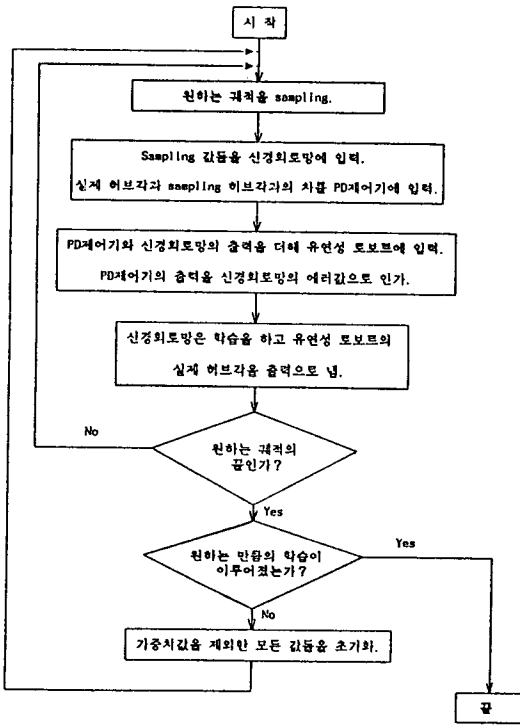 시 작
원하는 궤적을 sampling.
Sampling 값들을 신경회로망에 입력.
실제 허브각과 sampling 허브각과의 차를 PD제어기에 입력.
PD제어기와 신경회로망의 출력을 더해 유연성 로보트에 입력.
PD제어기의 출력을 신경회로망의 에러값으로 인가.
신경회로망은 학습을 하고 유연성 로보트의
실제 허브각을 출력으로 냄.
No
원하는 궤적의
끝인가?
Yes
원하는 만큼의 학습이
이루어졌는가?
Yes
No
가중치값을 제외한 모든 값들을 초기화.
끝